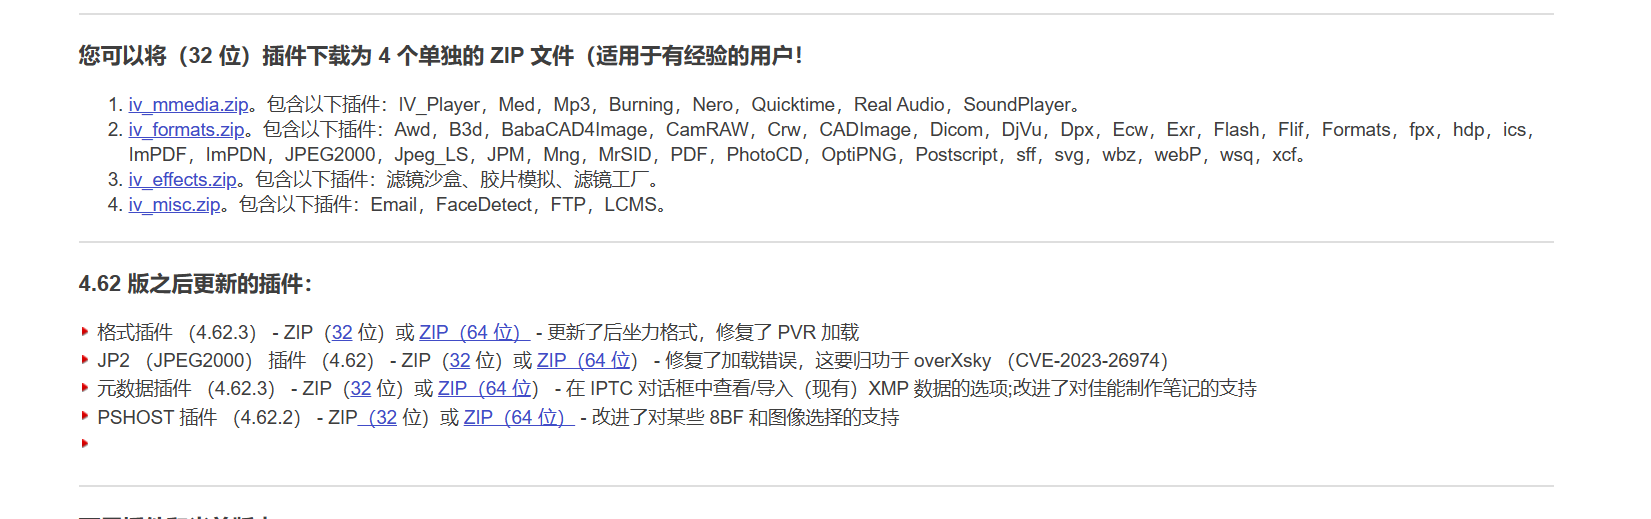 您可以将（32 位）插件下载为 4 个单独的 ZIP 文件（适用于有经验的用户！
1. iv_mmedia.zip。包含以下插件：IV_Player，Med，Mp3，Burning，Nero，Quicktime，Real Audio，SoundPlayer。
2. iv_formats.zip。包含以下插件：Awd，B3d，BabaCAD4Image，CamRAW，Crw，CADImage，Dicom，DjVu，Dpx，Ecw，Exr，Flash，Flif，Formats，fpx，hdp，ics，
ImPDF，ImPDN，JPEG2000，Jpeg_LS，JPM，Mng，MrSID，PDF，PhotoCD，OptiPNG，Postscript，sff，svg，wbz，webP，wsq，xcf。
3. iv_effects.zip。包含以下插件：滤镜沙盒、胶片模拟、滤镜工厂。
4. iv_misc.zip。包含以下插件：Email，FaceDetect，FTP，LCMS。
4.62 版之后更新的插件：
格式插件 （4.62.3） - ZIP（32 位）或 ZIP（64 位） - 更新了后坐力格式，修复了 PVR 加载
JP2 （JPEG2000） 插件 （4.62） - ZIP（32 位）或 ZIP（64 位） - 修复了加载错误，这要归功于 overXsky （CVE-2023-26974）
元数据插件 （4.62.3） - ZIP（32 位）或 ZIP（64 位） - 在 IPTC 对话框中查看/导入（现有）XMP 数据的选项;改进了对佳能制作笔记的支持
PSHOST 插件 （4.62.2） - ZIP（32 位）或 ZIP（64 位） - 改进了对某些 8BF 和图像选择的支持